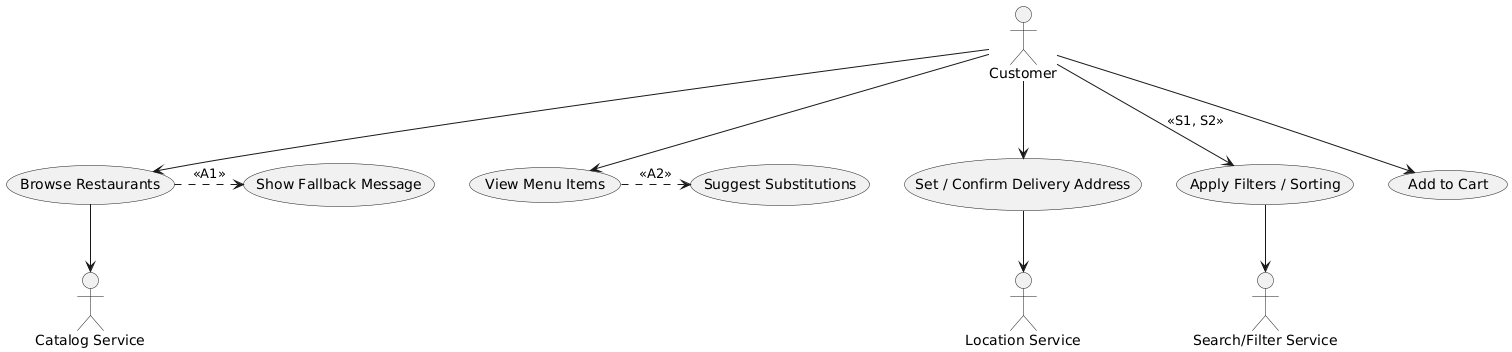 Customer
«S1, S2»
Browse Restaurants
«A1»
Show Fallback Message
View Menu Items
«A2»
Suggest Substitutions
Set / Confirm Delivery Address
Apply Filters / Sorting
Add to Cart
Catalog Service
Location Service
Search/Filter Service